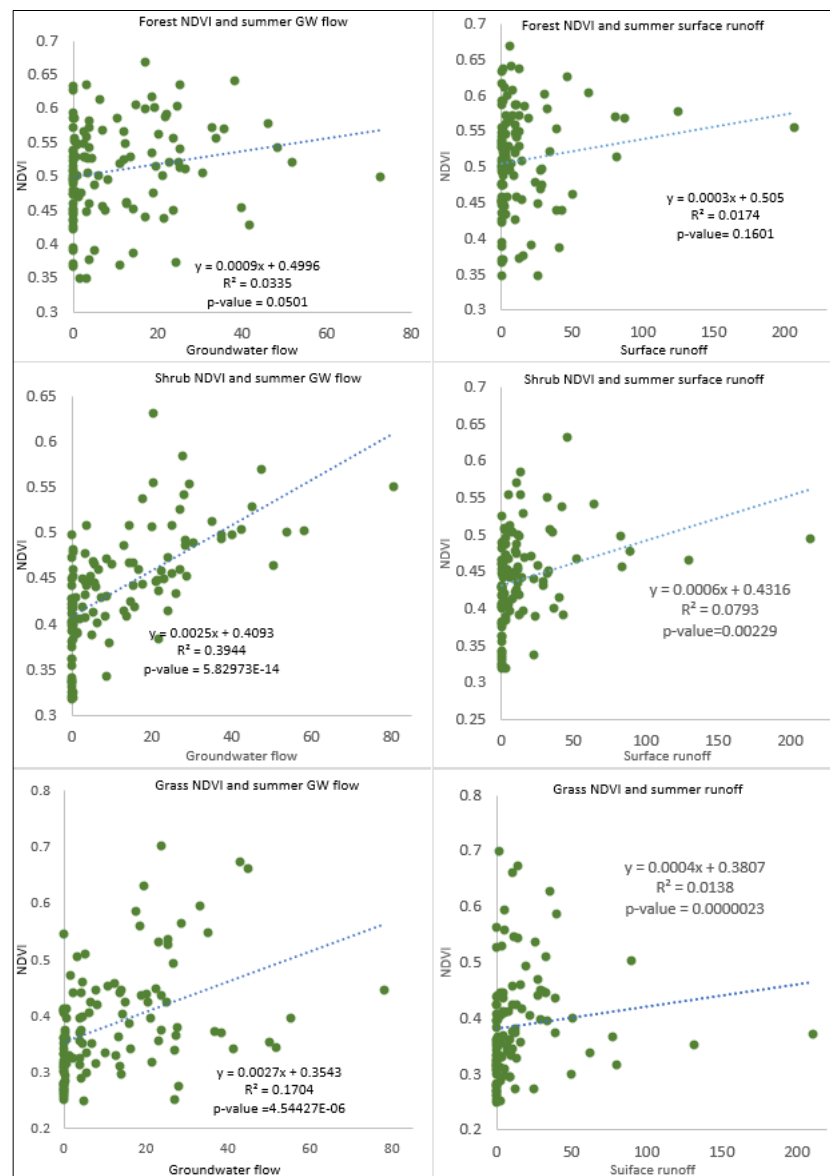 Forest NDVI and summer GW flow
0.7
0.65
0.6
0.55
0.5
0.45
0.4
0.35
0.3
NDVI
y = 0.0009x + 0.4996
R² = 0.0335
p-value = 0.0501
0
20
40
60
80
Groundwater flow
Forest NDVI and summer surface runoff
0.7
0.65
0.6
0.55
0.5
0.45
0.4
0.35
0.3
NDVI
y = 0.0003x + 0.505
R² = 0.0174
p-value= 0.1601
0
50
100
150
200
Surface runoff
Shrub NDVI and summer GW flow
0.65
0.6
0.55
0.5
0.45
0.4
0.35
0.3
NDVI
y = 0.0025x + 0.4093
R² = 0.3944
p-value = 5.82973E-14
0
20
40
60
80
Groundwater flow
Shrub NDVI and summer surface runoff
0.7
0.65
0.6
0.55
0.5
0.45
0.4
0.35
0.3
0.25
NDVI
y = 0.0006x + 0.4316
R² = 0.0793
p-value=0.00229
0
50
100
150
200
Surface runoff
Grass NDVI and summer GW flow
0.8
0.7
0.6
0.5
0.4
0.3
0.2
NDVI
y = 0.0027x + 0.3543
R² = 0.1704
p-value =4.54427E-06
0
20
40
60
80
Groundwater flow
Grass NDVI and summer runoff
0.8
0.7
0.6
0.5
0.4
0.3
0.2
NDVI
y = 0.0004x + 0.3807
R² = 0.0138
p-value = 0.0000023
0
50
100
150
200
Surface runoff